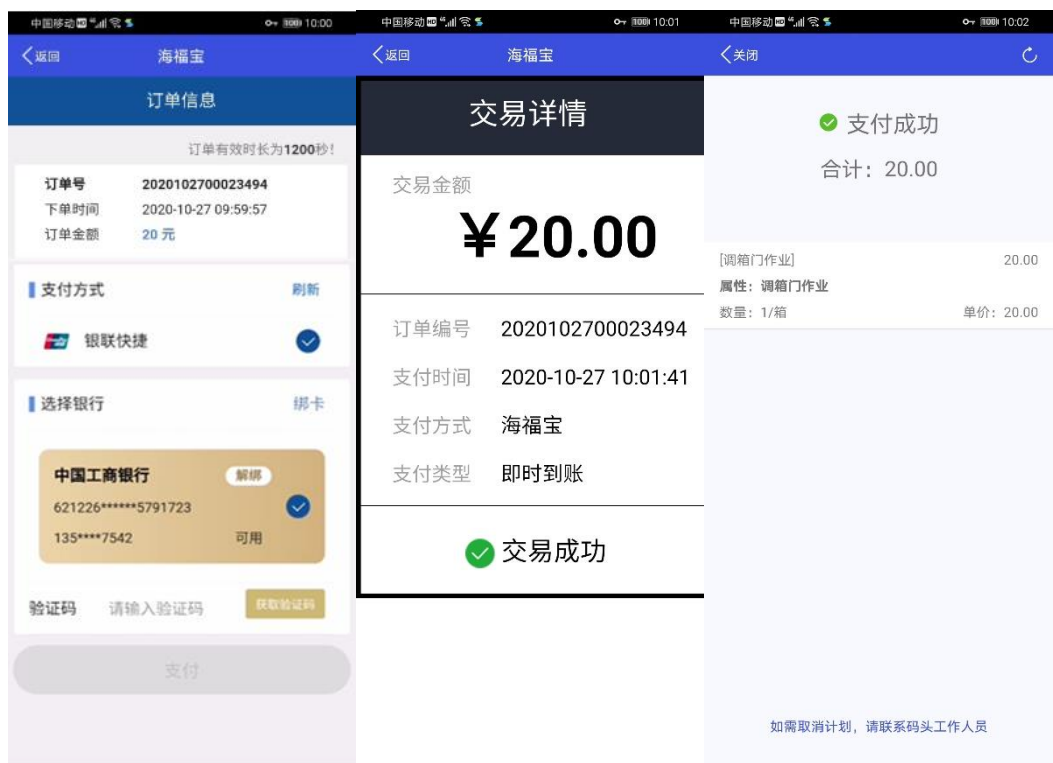 中国移动 HD 10:00
返回 海福宝
订单信息
订单有效时长为1200秒!
订单号 2020102700023494
下单时间 2020-10-27 09:59:57
订单金额 20 元
支付方式 刷新
银联快捷
选择银行 绑卡
中国工商银行 解绑
621226******5791723
135****7542 可用
验证码 请输入验证码 获取验证码
支付
中国移动 HD 100 10:01
返回 海福宝
交易详情
交易金额
¥20.00
订单编号 2020102700023494
支付时间 2020-10-27 10:01:41
支付方式 海福宝
支付类型 即时到账
交易成功
中国移动 HD 100 10:02
关闭
支付成功
合计：20.00
[调箱门作业] 20.00
属性：调箱门作业
数量：1/箱 单价：20.00
如需取消计划，请联系码头工作人员